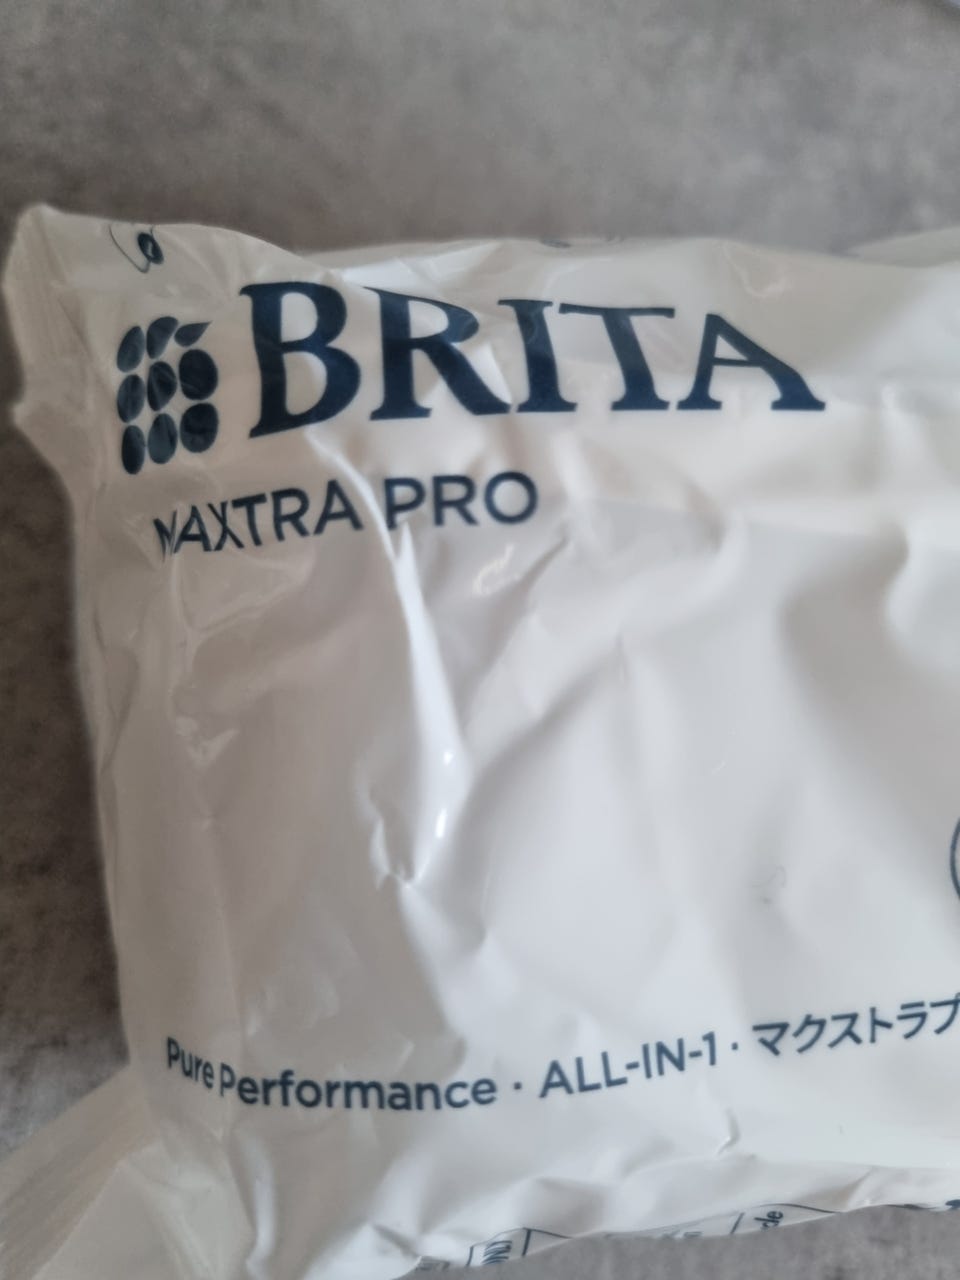 BRITA
MAXTRA PRO
Pure Performance · ALL-IN-1 · マクストラプ